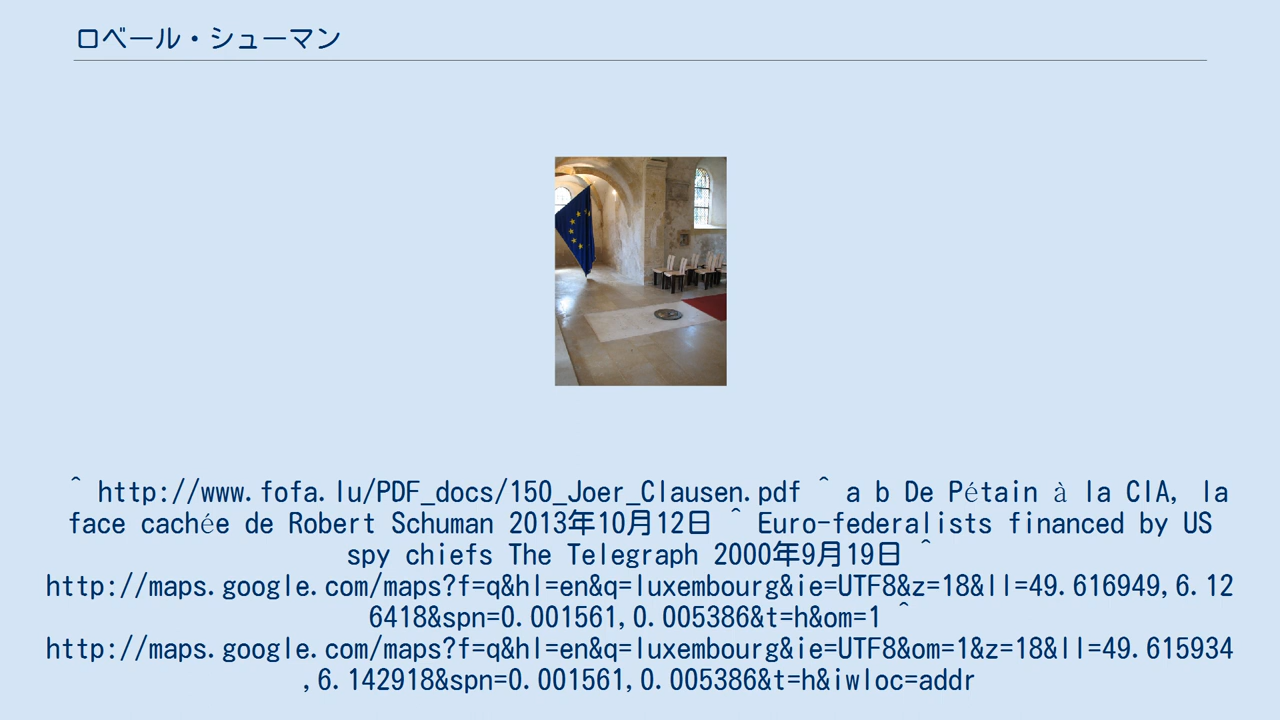 ロベール・シューマン
^ http://www.fofa.lu/PDF_docs/150_Joer_Clausen.pdf ^ a b De Pétain à la CIA, la
face cachée de Robert Schuman 2013年10月12日 ^ Euro-federalists financed by US
spy chiefs The Telegraph 2000年9月19日 ^
http://maps.google.com/maps?f=q&hl=en&q=luxembourg&ie=UTF8&z=18&ll=49.616949,6.12
6418&spn=0.001561,0.005386&t=h&om=1 ^
http://maps.google.com/maps?f=q&hl=en&q=luxembourg&ie=UTF8&om=1&z=18&ll=49.615934
,6.142918&spn=0.001561,0.005386&t=h&iwloc=addr